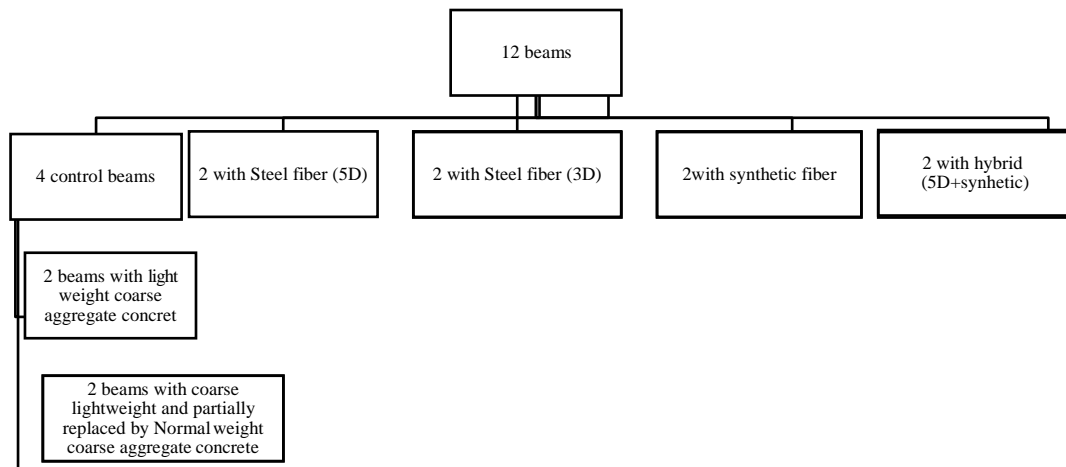 12 beams
4 control beams
2 with Steel fiber (5D)
2 with Steel fiber (3D)
2with synthetic fiber
2 with hybrid
(5D+synhetic)
2 beams with light
weight coarse
aggregate concret
2 beams with coarse
lightweight and partially
replaced by Normal weight
coarse aggregate concrete